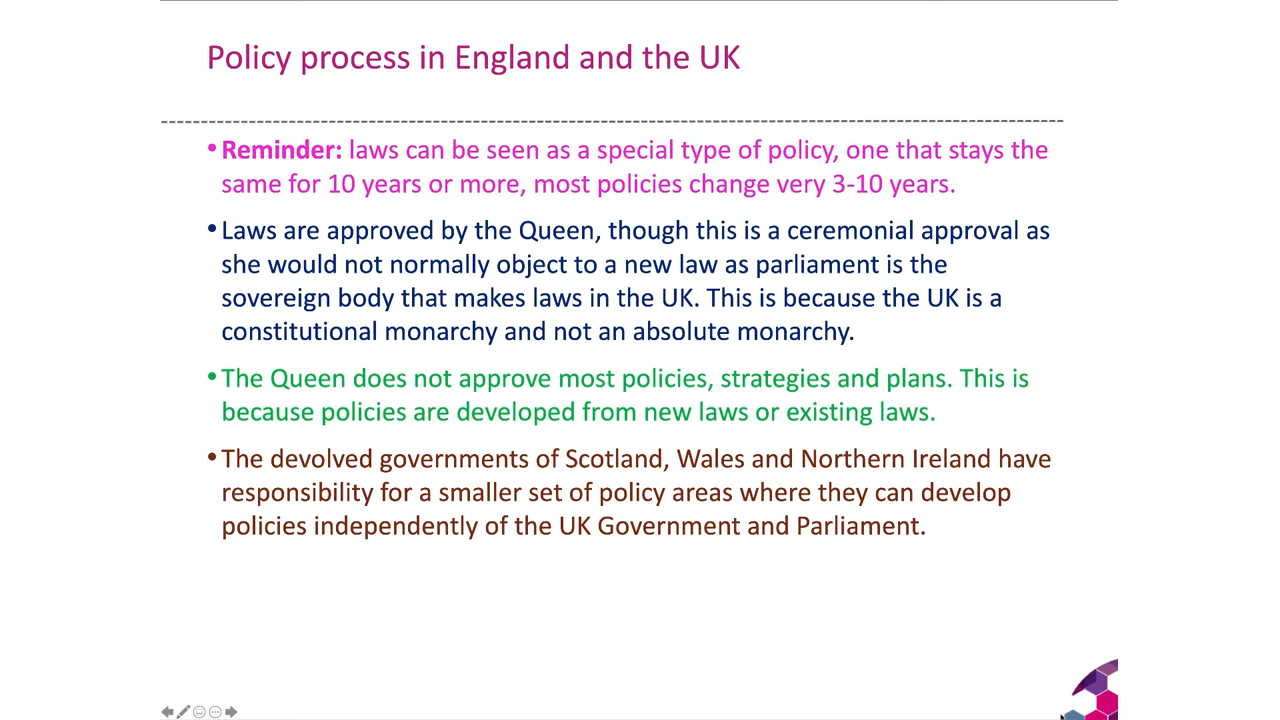 Policy process in England and the UK
• Reminder: laws can be seen as a special type of policy, one that stays the
same for 10 years or more, most policies change very 3-10 years.
• Laws are approved by the Queen, though this is a ceremonial approval as
she would not normally object to a new law as parliament is the
sovereign body that makes laws in the UK. This is because the UK is a
constitutional monarchy and not an absolute monarchy.
• The Queen does not approve most policies, strategies and plans. This is
because policies are developed from new laws or existing laws.
• The devolved governments of Scotland, Wales and Northern Ireland have
responsibility for a smaller set of policy areas where they can develop
policies independently of the UK Government and Parliament.